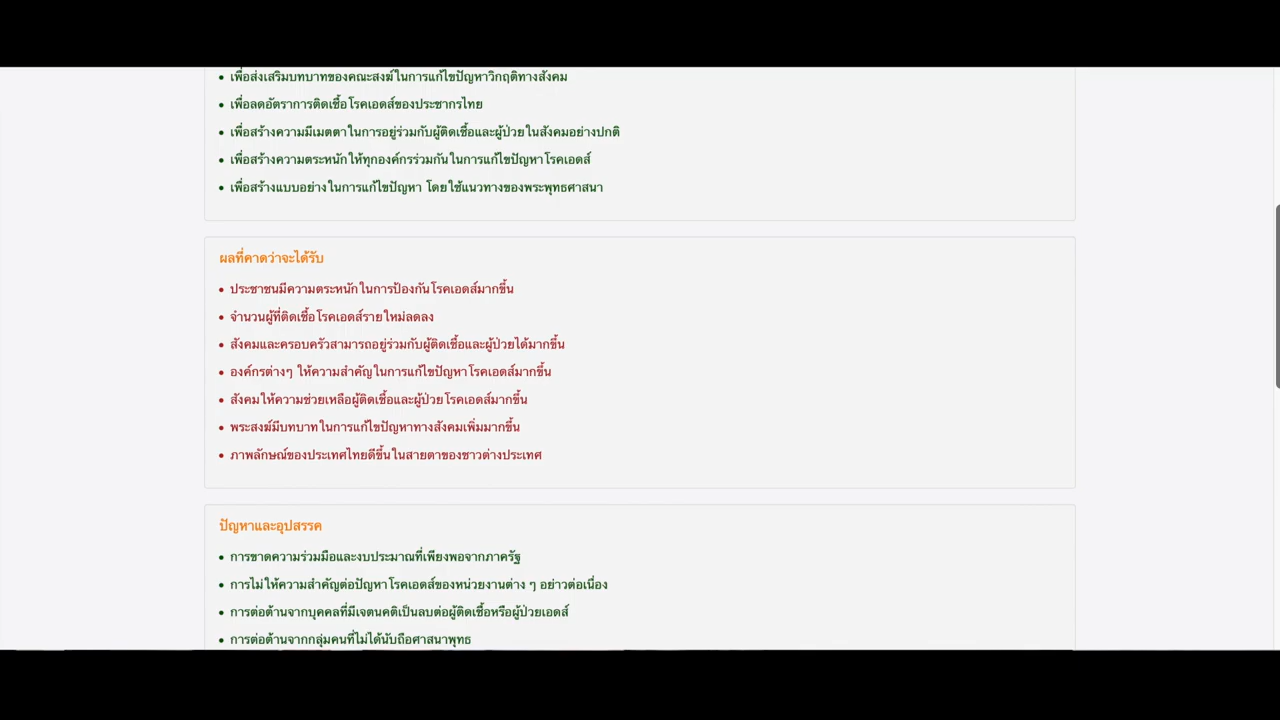 • เพื่อส่งเสริมบทบาทของคณะสงฆ์ในการแก้ไขปัญหาวิกฤติทางสังคม
• เพื่อลดอัตราการติดเชื้อโรคเอดส์ของประชากรไทย
• เพื่อสร้างความมีเมตตาในการอยู่ร่วมกับผู้ติดเชื้อและผู้ป่วยในสังคมอย่างปกติ
• เพื่อสร้างความตระหนักให้ทุกองค์กรร่วมกันในการแก้ไขปัญหาโรคเอดส์
• เพื่อสร้างแบบอย่างในการแก้ไขปัญหา โดยใช้แนวทางของพระพุทธศาสนา
ผลที่คาดว่าจะได้รับ
• ประชาชนมีความตระหนักในการป้องกันโรคเอดส์มากขึ้น
• จำนวนผู้ที่ติดเชื้อโรคเอดส์รายใหม่ลดลง
• สังคมและครอบครัวสามารถอยู่ร่วมกับผู้ติดเชื้อและผู้ป่วยได้มากขึ้น
• องค์กรต่างๆ ให้ความสำคัญในการแก้ไขปัญหาโรคเอดส์มากขึ้น
• สังคมให้ความช่วยเหลือผู้ติดเชื้อและผู้ป่วยโรคเอดส์มากขึ้น
• พระสงฆ์มีบทบาทในการแก้ไขปัญหาทางสังคมเพิ่มมากขึ้น
• ภาพลักษณ์ของประเทศไทยดีขึ้นในสายตาของชาวต่างประเทศ
ปัญหาและอุปสรรค
• การขาดความร่วมมือและงบประมาณที่เพียงพอจากภาครัฐ
• การไม่ให้ความสำคัญต่อปัญหาโรคเอดส์ของหน่วยงานต่าง ๆ อย่าวต่อเนื่อง
• การต่อต้านจากบุคคลที่มีเจตนคติเป็นลบต่อผู้ติดเชื้อหรือผู้ป่วยเอดส์
• การต่อต้านจากกลุ่มคนที่ไม่ได้นับถือศาสนาพุทธ